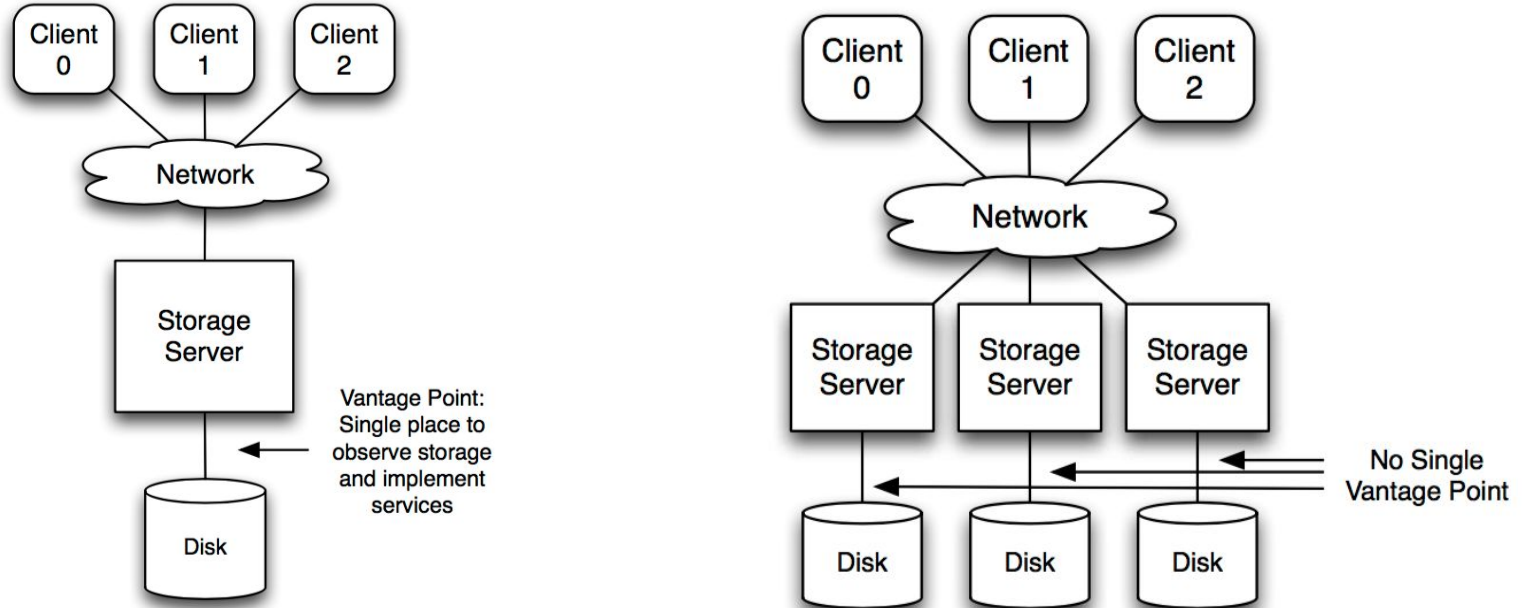 Client
0
Client
1
Client
2
Network
Storage
Server
Vantage Point:
Single place to
observe storage
and implement
services
Disk
Client
0
Client
1
Client
2
Network
Storage
Server
Storage
Server
Storage
Server
No Single
Vantage Point
Disk
Disk
Disk